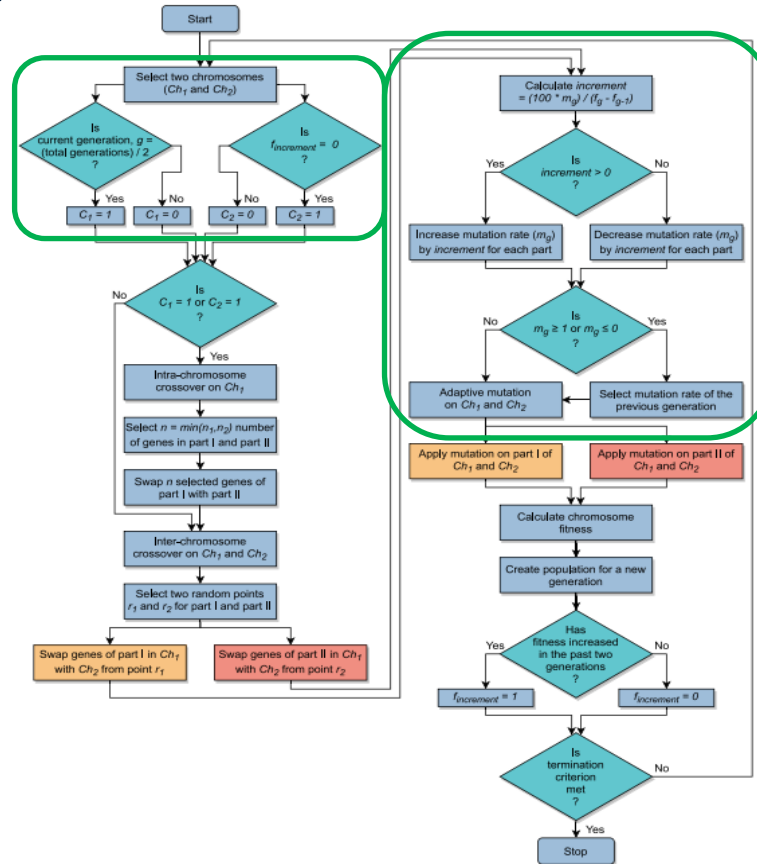 Start
Select two chromosomes
(Ch1 and Ch2)
Is
current generation, g =
(total generations) / 2
?
Is
fincrement = 0
?
Yes
No
No
Yes
C1 = 1
C1 = 0
C2 = 0
C2 = 1
Is
C1 = 1 or C2 = 1
?
No
Yes
Intra-chromosome
crossover on Ch1
Select n = min(n1,n2) number
of genes in part I and part II
Swap n selected genes of
part I with part II
Inter-chromosome
crossover on Ch1 and Ch2
Select two random points
r1 and r2 for part I and part II
Swap genes of part I in Ch1
with Ch2 from point r1
Swap genes of part II in Ch1
with Ch2 from point r2
Calculate increment
= (100 * mg) / (fg - fg-1)
Is
increment > 0
?
Yes
No
Increase mutation rate (mg)
by increment for each part
Decrease mutation rate (mg)
by increment for each part
Is
mg ≥ 1 or mg ≤ 0
?
No
Yes
Adaptive mutation
on Ch1 and Ch2
Select mutation rate of the
previous generation
Apply mutation on part I of
Ch1 and Ch2
Apply mutation on part II of
Ch1 and Ch2
Calculate chromosome
fitness
Create population for a new
generation
Has
fitness increased
in the past two
generations
?
Yes
No
fincrement = 1
fincrement = 0
Is
termination
criterion
met
?
No
Yes
Stop